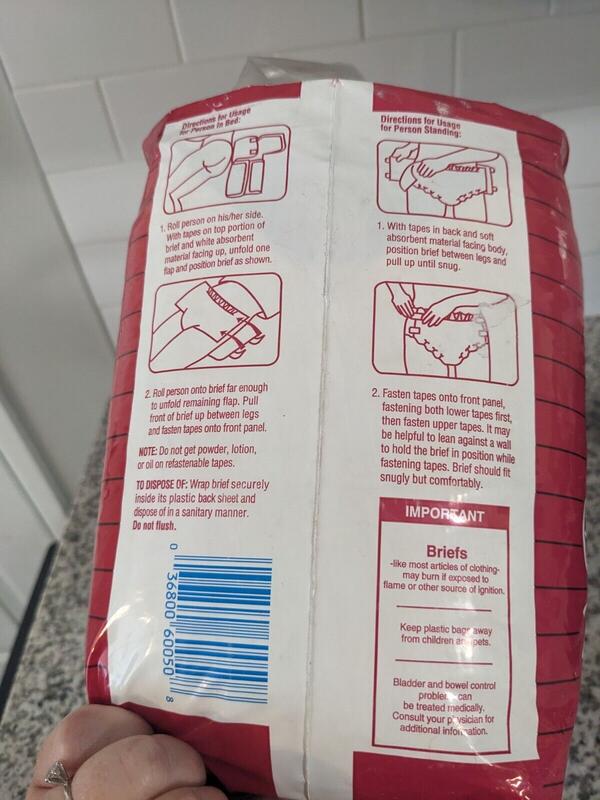 Directions for Usage
for Person In Bed:
1. Roll person on his/her side.
With tapes on top portion of
brief and white absorbent
material facing up, unfold one
flap and position brief as shown.
2. Roll person onto brief far enough
to unfold remaining flap. Pull
front of brief up between legs
and fasten tapes onto front panel.
NOTE: Do not get powder, lotion,
or oil on refastenable tapes.
TO DISPOSE OF: Wrap brief securely
inside its plastic back sheet and
dispose of in a sanitary manner.
Do not flush.
0 36800 60050 8
Directions for Usage
for Person Standing:
1. With tapes in back and soft
absorbent material facing body,
position brief between legs and
pull up until snug.
2. Fasten tapes onto front panel,
fastening both lower tapes first,
then fasten upper tapes. It may
be helpful to lean against a wall
to hold the brief in position while
fastening tapes. Brief should fit
snugly but comfortably.
IMPORTANT
Briefs
-like most articles of clothing-
may burn if exposed to
flame or other source of ignition.
Keep plastic bags away
from children and pets.
Bladder and bowel control
problems can
be treated medically.
Consult your physician for
additional information.